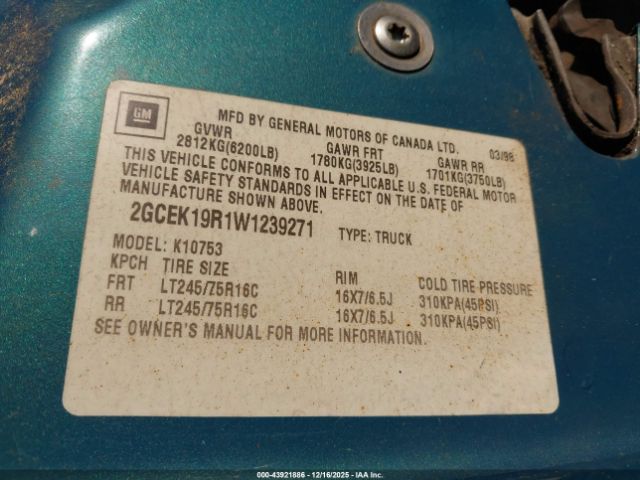 GM
MFD BY GENERAL MOTORS OF CANADA LTD.
03/98
GVWR GAWR FRT GAWR RR
2812KG(6200LB) 1780KG(3925LB) 1701KG(3750LB)
THIS VEHICLE CONFORMS TO ALL APPLICABLE U.S. FEDERAL MOTOR
VEHICLE SAFETY STANDARDS IN EFFECT ON THE DATE OF
MANUFACTURE SHOWN ABOVE.
2GCEK19R1W1239271 TYPE: TRUCK
MODEL: K10753
KPCH TIRE SIZE RIM COLD TIRE PRESSURE
FRT LT245/75R16C 16X7/6.5J 310KPA(45PSI)
RR LT245/75R16C 16X7/6.5J 310KPA(45PSI)
SEE OWNER'S MANUAL FOR MORE INFORMATION.
000-43921886 - 12/16/2025 - IAA Inc.